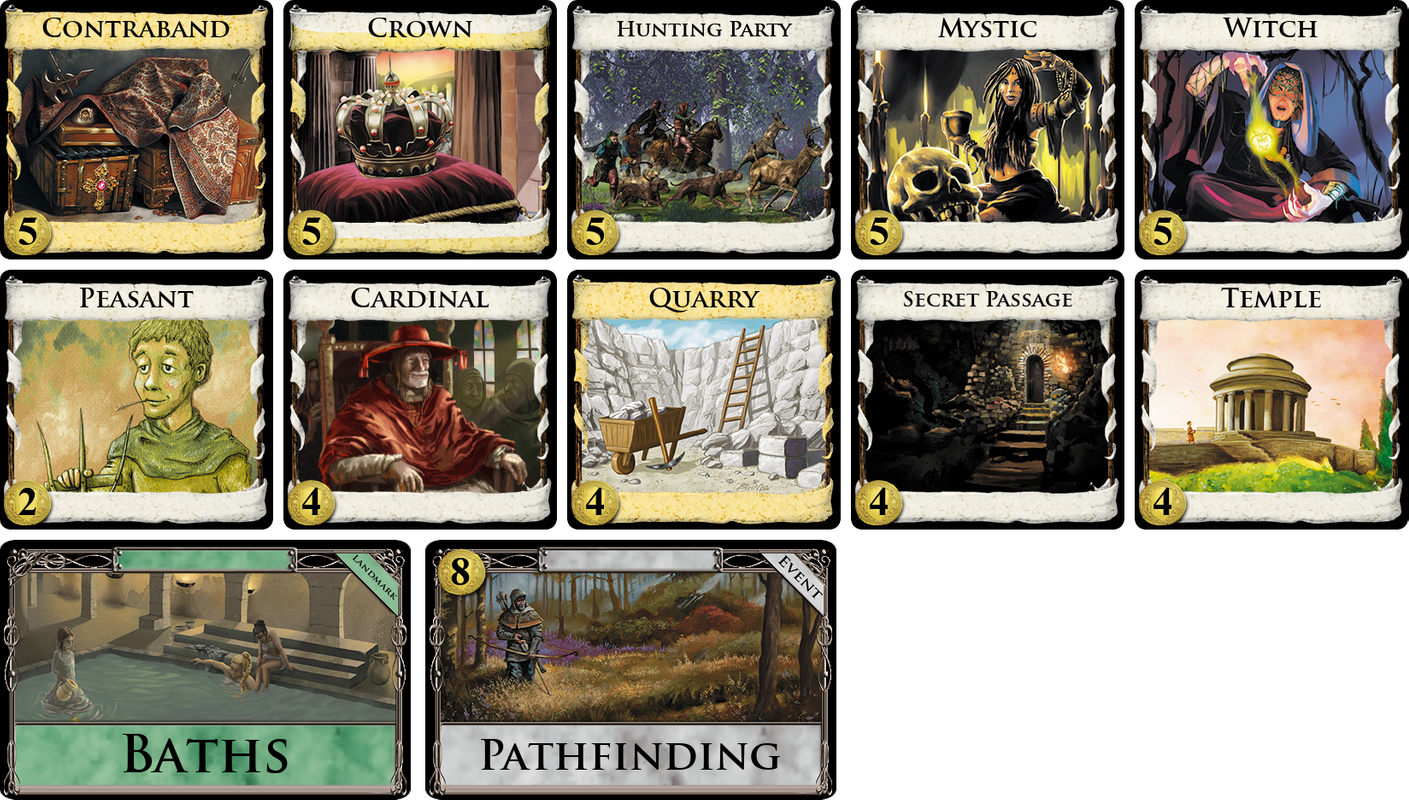 CONTRABAND
5
CROWN
5
HUNTING PARTY
5
MYSTIC
5
WITCH
5
PEASANT
2
CARDINAL
4
QUARRY
4
SECRET PASSAGE
4
TEMPLE
4
LANDMARK
BATHS
8
EVENT
PATHFINDING